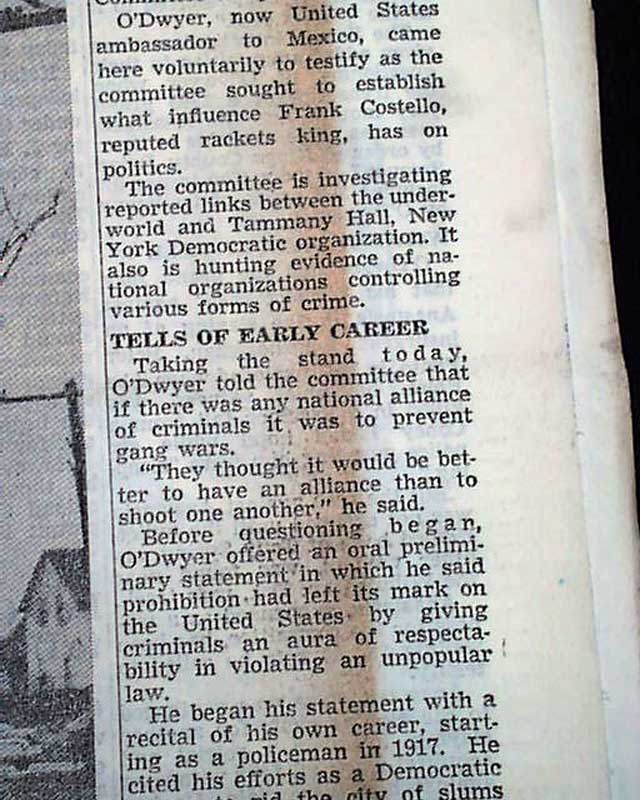 O'Dwyer, now United States
ambassador to Mexico, came
here voluntarily to testify as the
committee sought to establish
what influence Frank Costello,
reputed rackets king, has on
politics.
The committee is investigating
reported links between the under-
world and Tammany Hall, New
York Democratic organization. It
also is hunting evidence of na-
tional organizations controlling
various forms of crime.
TELLS OF EARLY CAREER
Taking the stand today,
O'Dwyer told the committee that
if there was any national alliance
of criminals it was to prevent
gang wars.
"They thought it would be bet-
ter to have an alliance than to
shoot one another," he said.
Before questioning began,
O'Dwyer offered an oral prelimi-
nary statement in which he said
prohibition had left its mark on
the United States by giving
criminals an aura of respecta-
bility in violating an unpopular
law.
He began his statement with a
recital of his own career, start-
ing as a policeman in 1917. He
cited his efforts as a Democratic
rid the city of slums